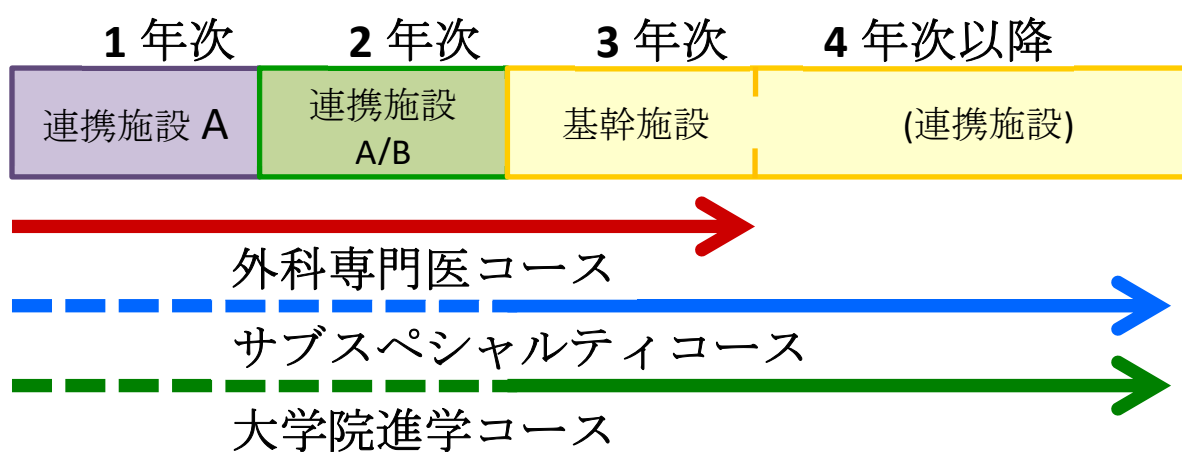 1 年次 2 年次 3 年次 4 年次以降
連携施設 A 連携施設 A/B 基幹施設 (連携施設)
外科専門医コース
サブスペシャルティコース
大学院進学コース